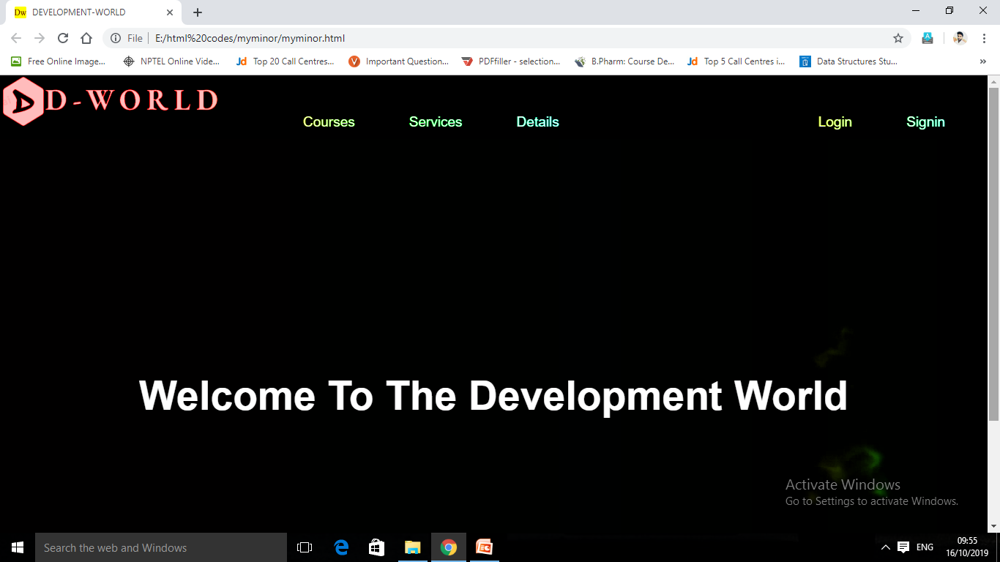 Dw DEVELOPMENT-WORLD
File E:/html%20codes/myminor/myminor.html
Free Online Image... NPTEL Online Vide... Jd Top 20 Call Centres... V Important Question... PDFfiller - selection... B.Pharm: Course De... Jd Top 5 Call Centres i... Data Structures Stu...
D-WORLD
Courses Services Details Login Signin
Welcome To The Development World
Activate Windows
Go to Settings to activate Windows.
Search the web and Windows
ENG
09:55
16/10/2019